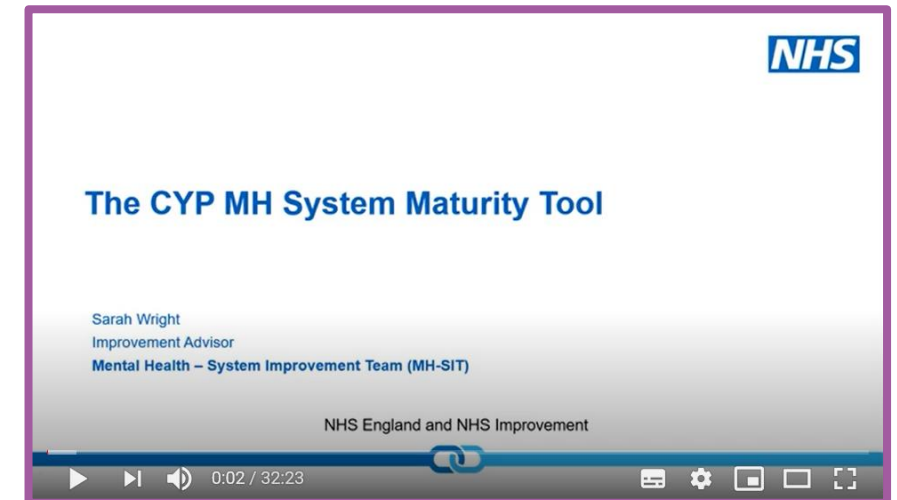 NHS
The CYP MH System Maturity Tool
Sarah Wright
Improvement Advisor
Mental Health – System Improvement Team (MH-SIT)
NHS England and NHS Improvement
0:02 / 32:23